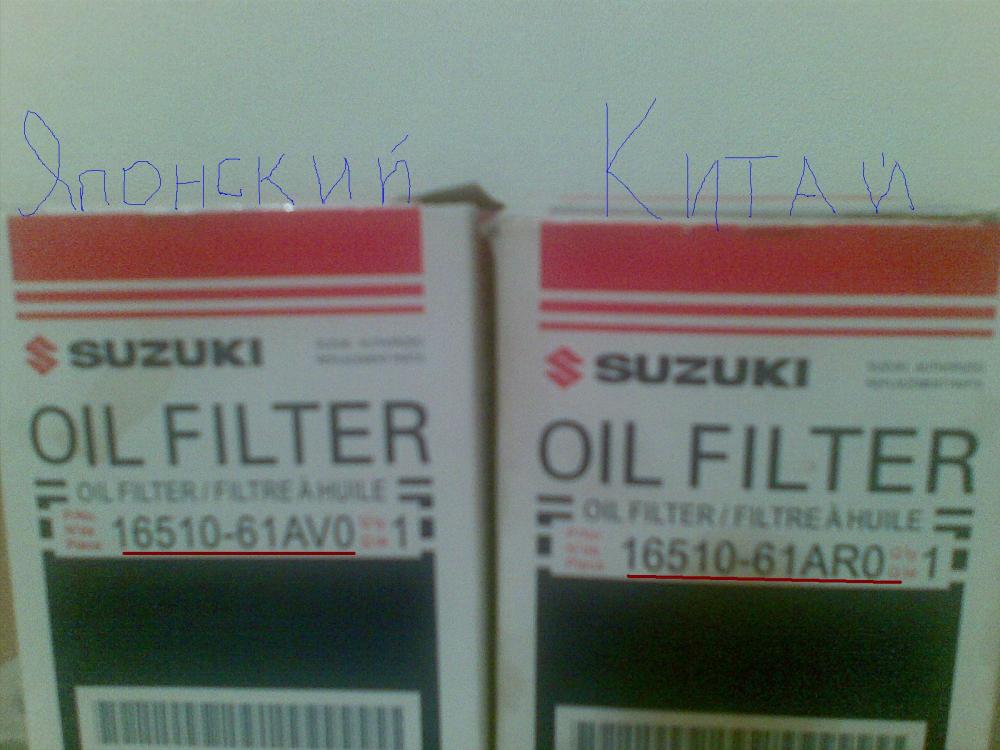 Японский
Китай
SUZUKI
OIL FILTER
OIL FILTER / FILTRE À HUILE
16510-61AV0 1
SUZUKI
OIL FILTER
OIL FILTER / FILTRE À HUILE
16510-61AR0 1